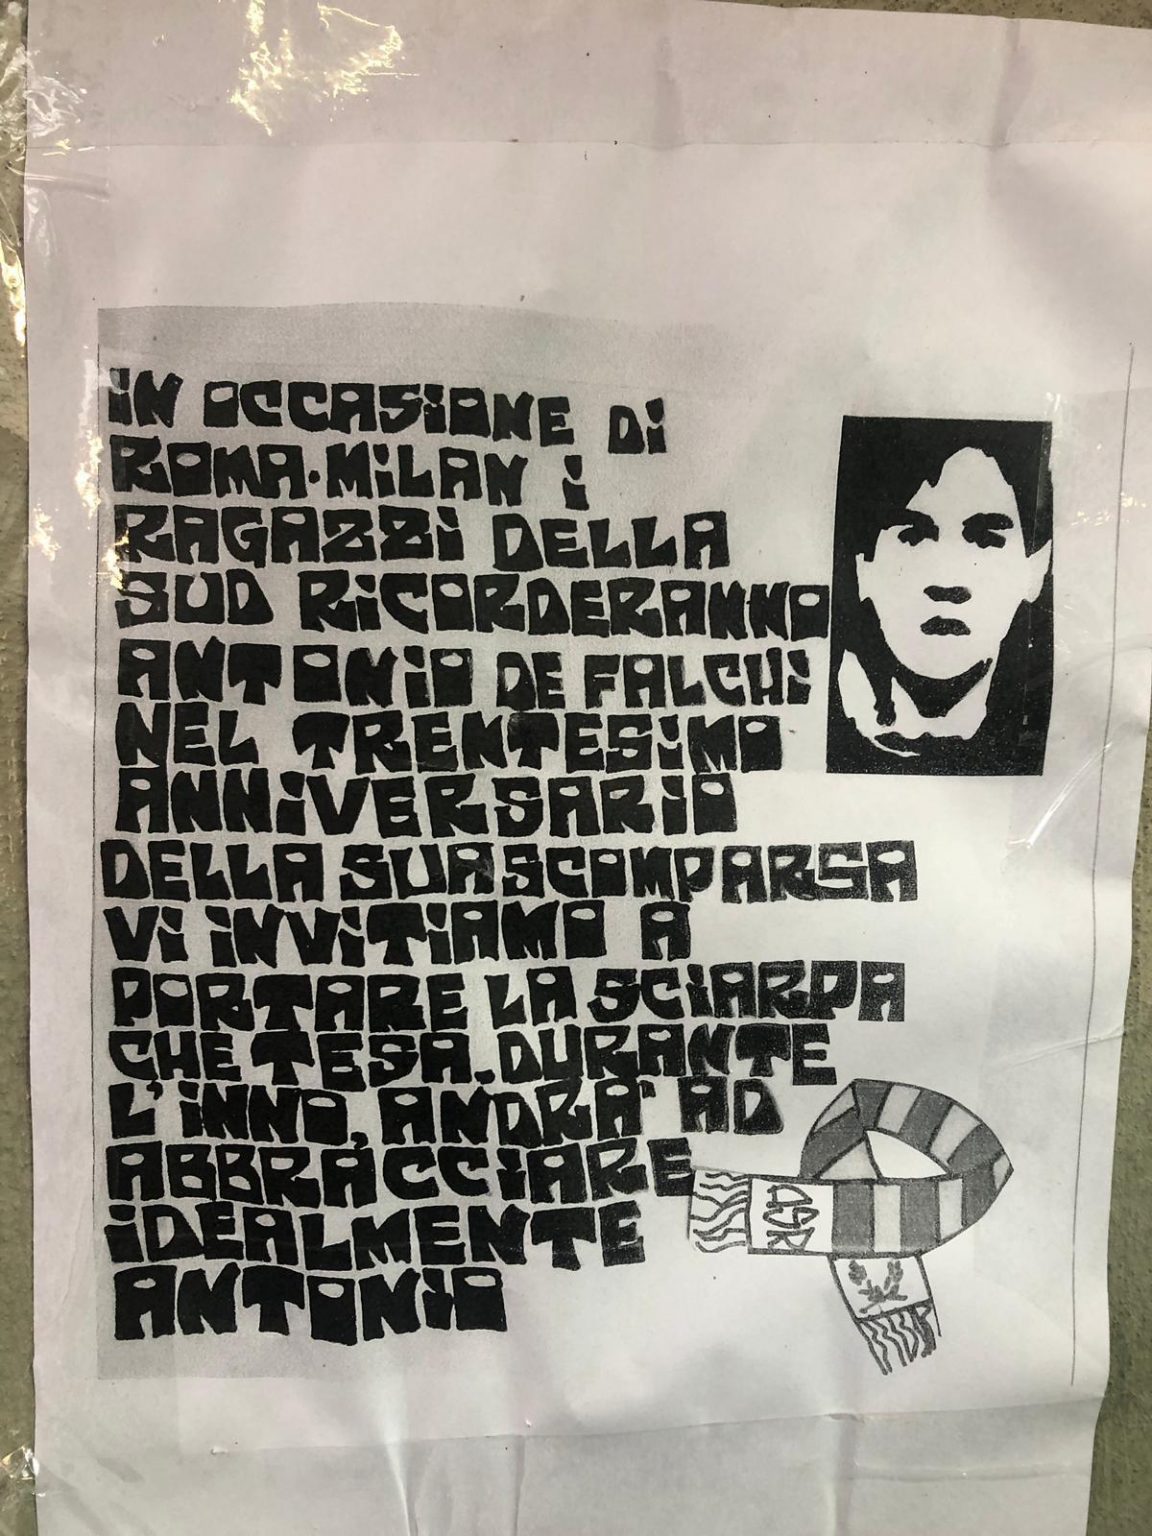 iN OCCASiONE Di
ROMA·MiLAN i
RAGAZZi DELLA
SUD RiCORDERANNO
ANTONiO DE FALCHi
NEL TRENTESiMO
ANNiVERSARiO
DELLA SUA SCOMPARSA
Vi iNViTiAMO A
PORTARE LA SCiARPA
CHE TESA. DURANTE
L'iNNO, ANDRA' AD
ABBRACCiARE
iDEALMENTE
ANTONiO
ASR